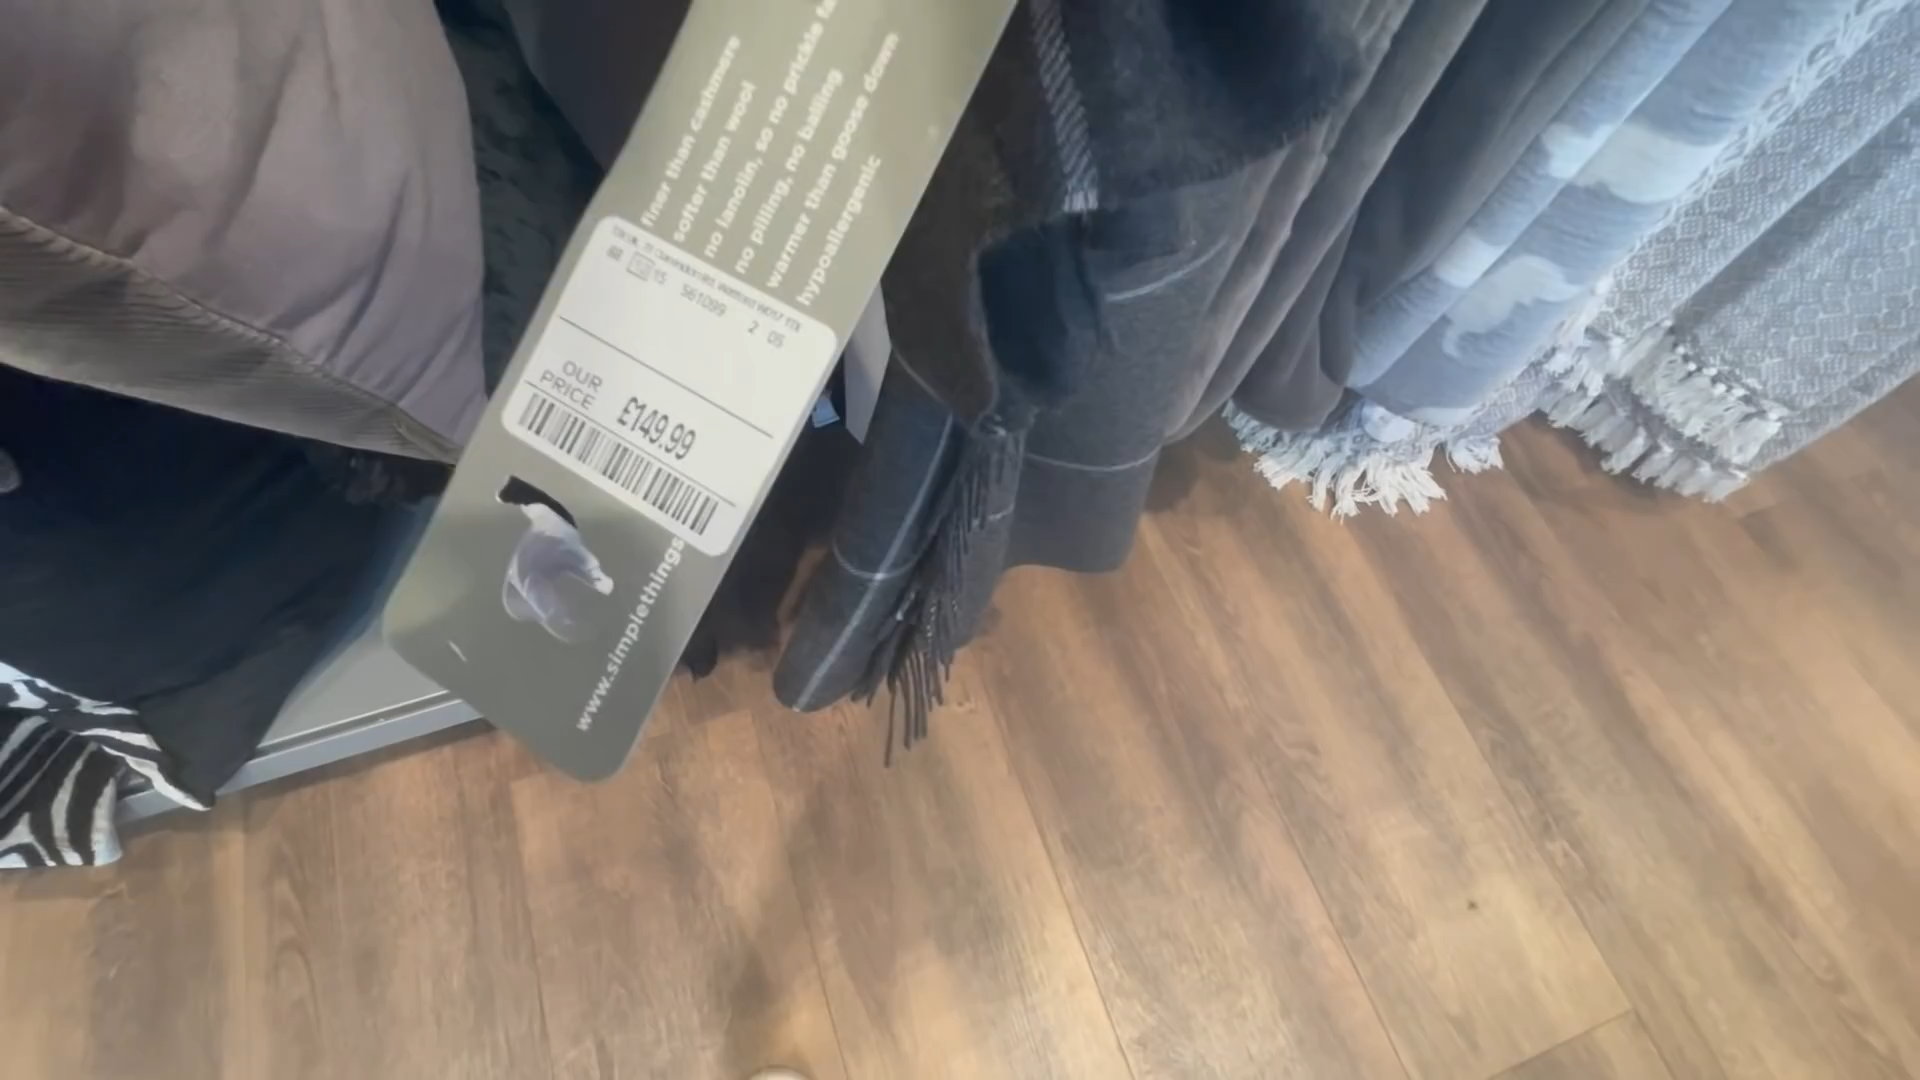 finer than cashmere
softer than wool
no lanolin, so no prickle
no pilling, no balling
warmer than goose down
hypoallergenic
15 561099 2 05
OUR
PRICE £149.99
www.simplethings